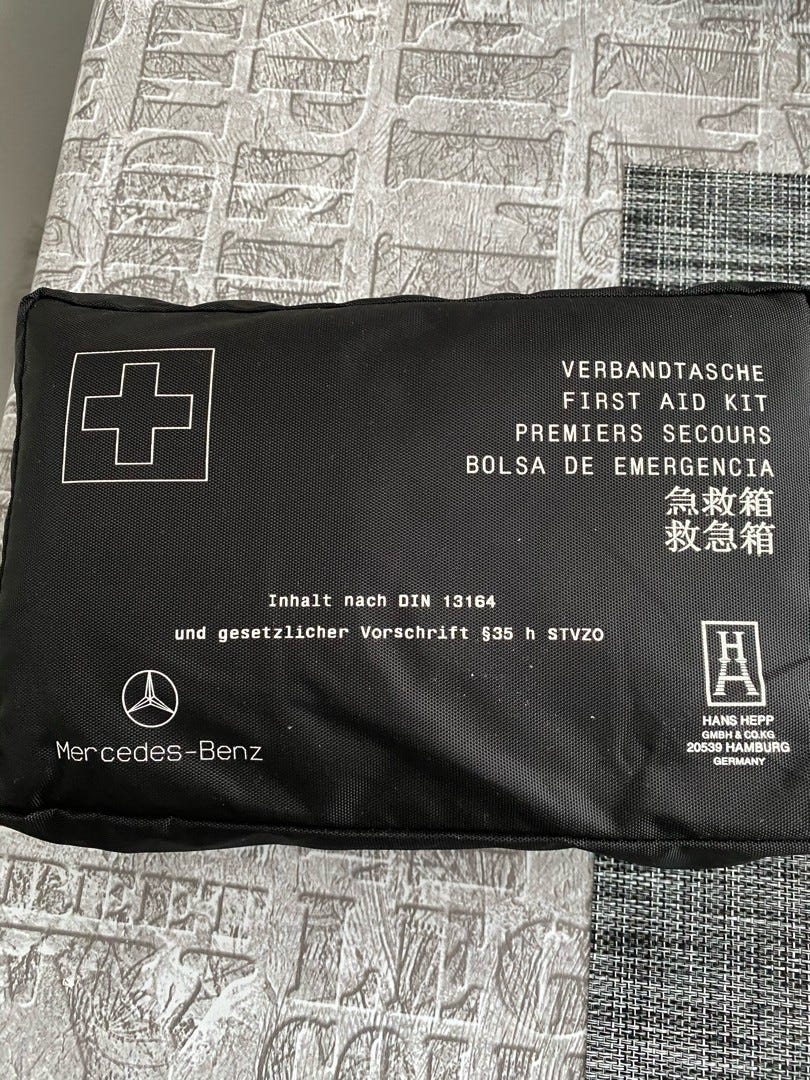 VERBANDTASCHE
FIRST AID KIT
PREMIERS SECOURS
BOLSA DE EMERGENCIA
急救箱
救急箱
Inhalt nach DIN 13164
und gesetzlicher Vorschrift §35 h STVZO
Mercedes-Benz
HA
HANS HEPP
GMBH & CO.KG
20539 HAMBURG
GERMANY